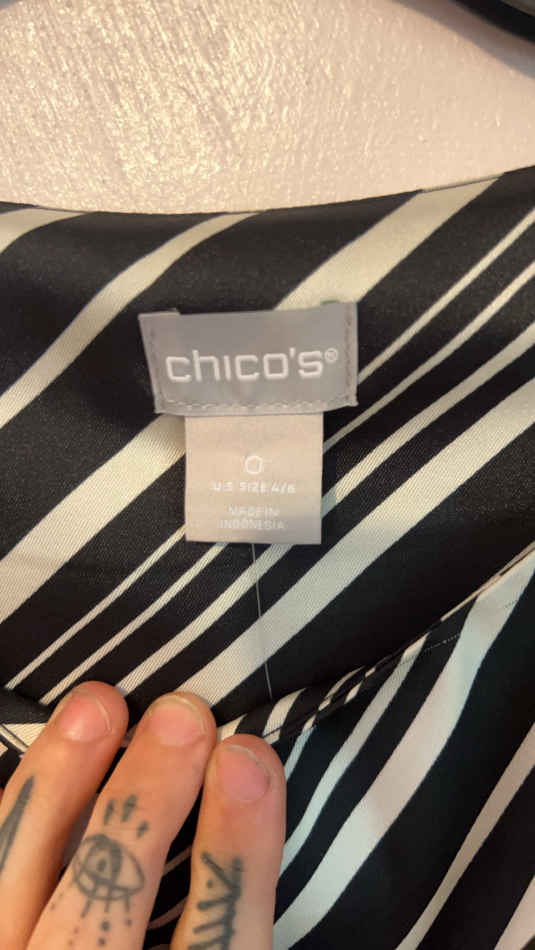 chico's®
0
U.S. SIZE 4/6
MADE IN
INDONESIA